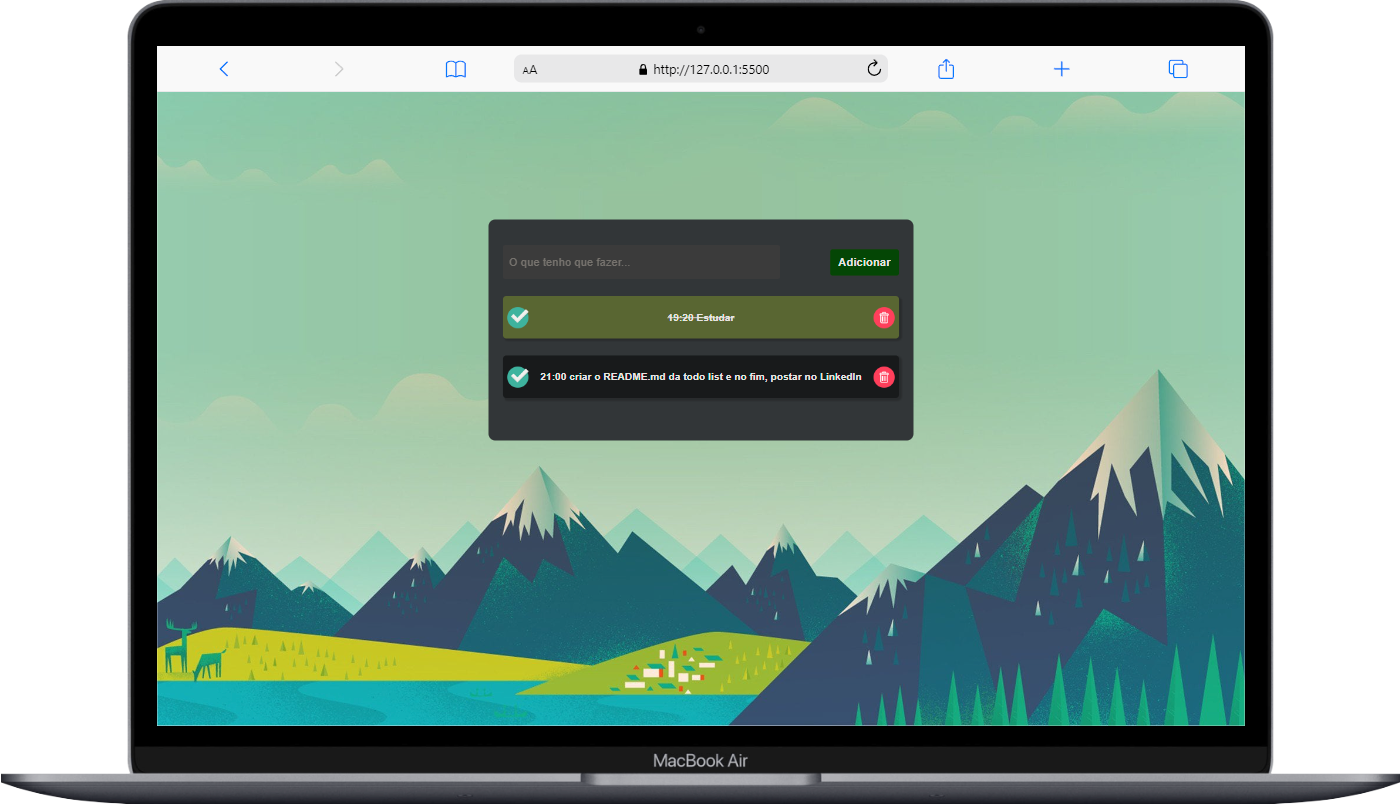 AA
http://127.0.0.1:5500
O que tenho que fazer...
Adicionar
19:20 Estudar
21:00 criar o README.md da todo list e no fim, postar no LinkedIn
MacBook Air